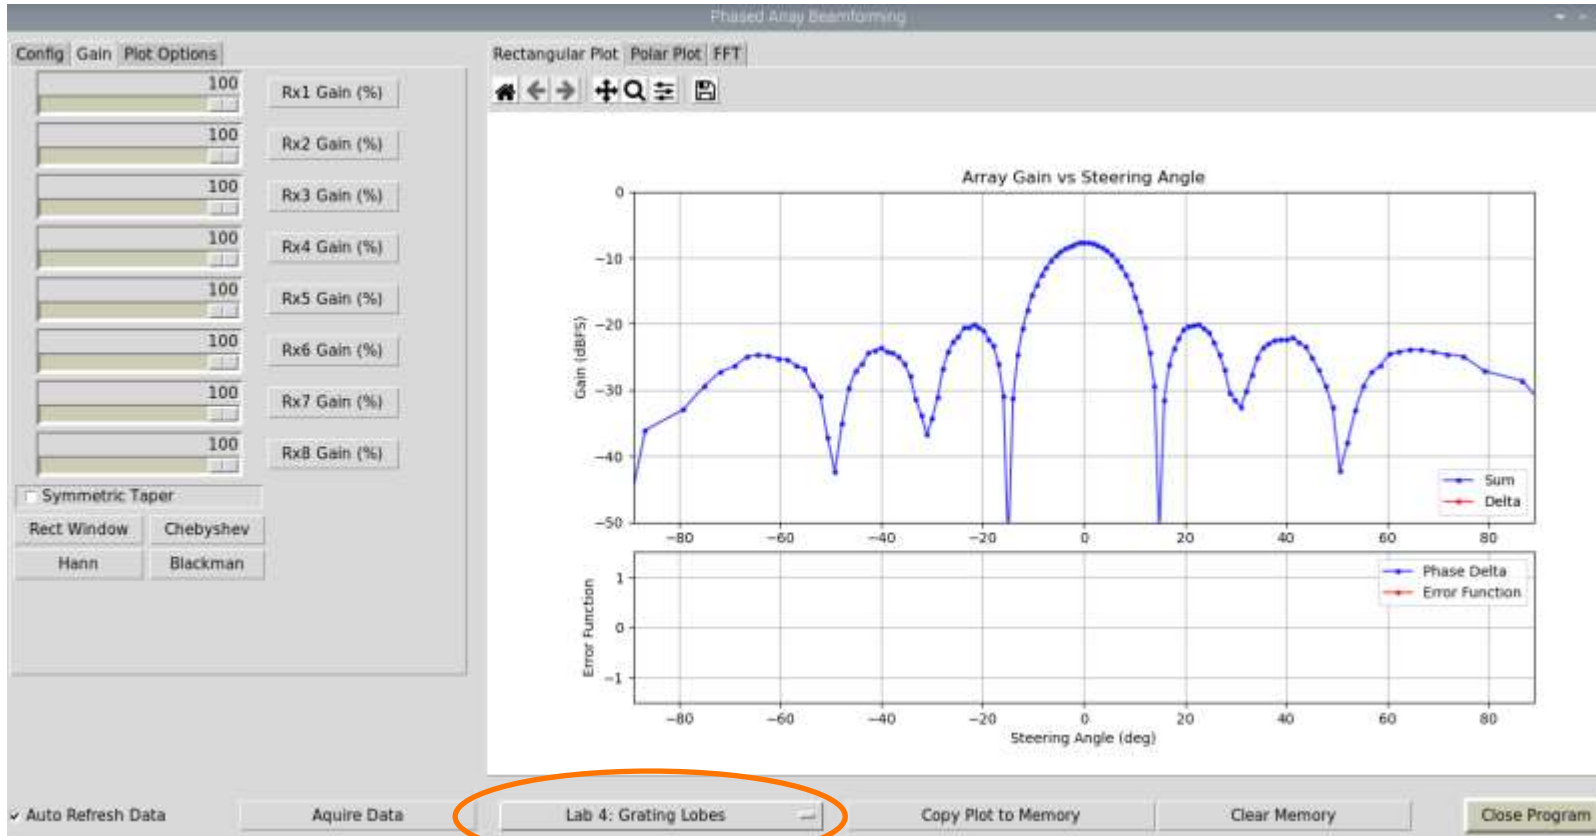 Phased Array Beamforming
Config Gain Plot Options
100
Rx1 Gain (%)
100
Rx2 Gain (%)
100
Rx3 Gain (%)
100
Rx4 Gain (%)
100
Rx5 Gain (%)
100
Rx6 Gain (%)
100
Rx7 Gain (%)
100
Rx8 Gain (%)
Symmetric Taper
Rect Window Chebyshev
Hann Blackman
Rectangular Plot Polar Plot FFT
Array Gain vs Steering Angle
0
−10
−20
−30
−40
−50
Gain (dBFS)
Sum
Delta
−80 −60 −40 −20 0 20 40 60 80
1
0
−1
Error Function
Phase Delta
Error Function
−80 −60 −40 −20 0 20 40 60 80
Steering Angle (deg)
Auto Refresh Data Aquire Data Lab 4: Grating Lobes Copy Plot to Memory Clear Memory Close Program